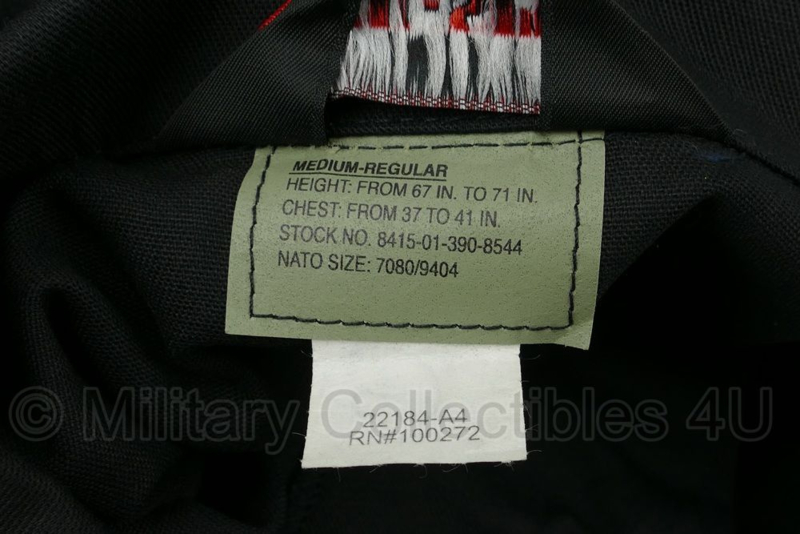 MEDIUM-REGULAR
HEIGHT: FROM 67 IN. TO 71 IN.
CHEST: FROM 37 TO 41 IN.
STOCK NO. 8415-01-390-8544
NATO SIZE: 7080/9404
© Military Collectibles 4U
22184-A4
RN#100272